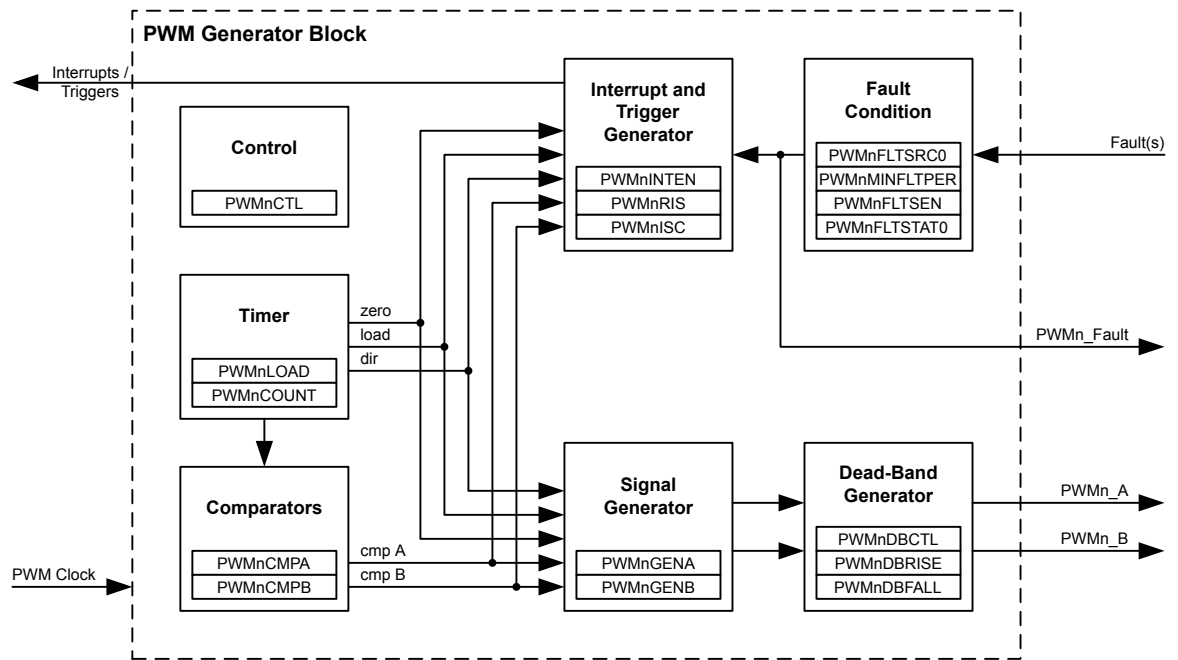 PWM Generator Block
Interrupts /
Triggers
Control
PWMnCTL
Interrupt and
Trigger
Generator
PWMnINTEN
PWMnRIS
PWMnISC
Fault
Condition
PWMnFLTSRC0
PWMnMINFLTPER
PWMnFLTSEN
PWMnFLTSTAT0
Fault(s)
Timer
PWMnLOAD
PWMnCOUNT
zero
load
dir
PWMn_Fault
Comparators
PWMnCMPA
PWMnCMPB
cmp A
cmp B
PWM Clock
Signal
Generator
PWMnGENA
PWMnGENB
Dead-Band
Generator
PWMnDBCTL
PWMnDBRISE
PWMnDBFALL
PWMn_A
PWMn_B